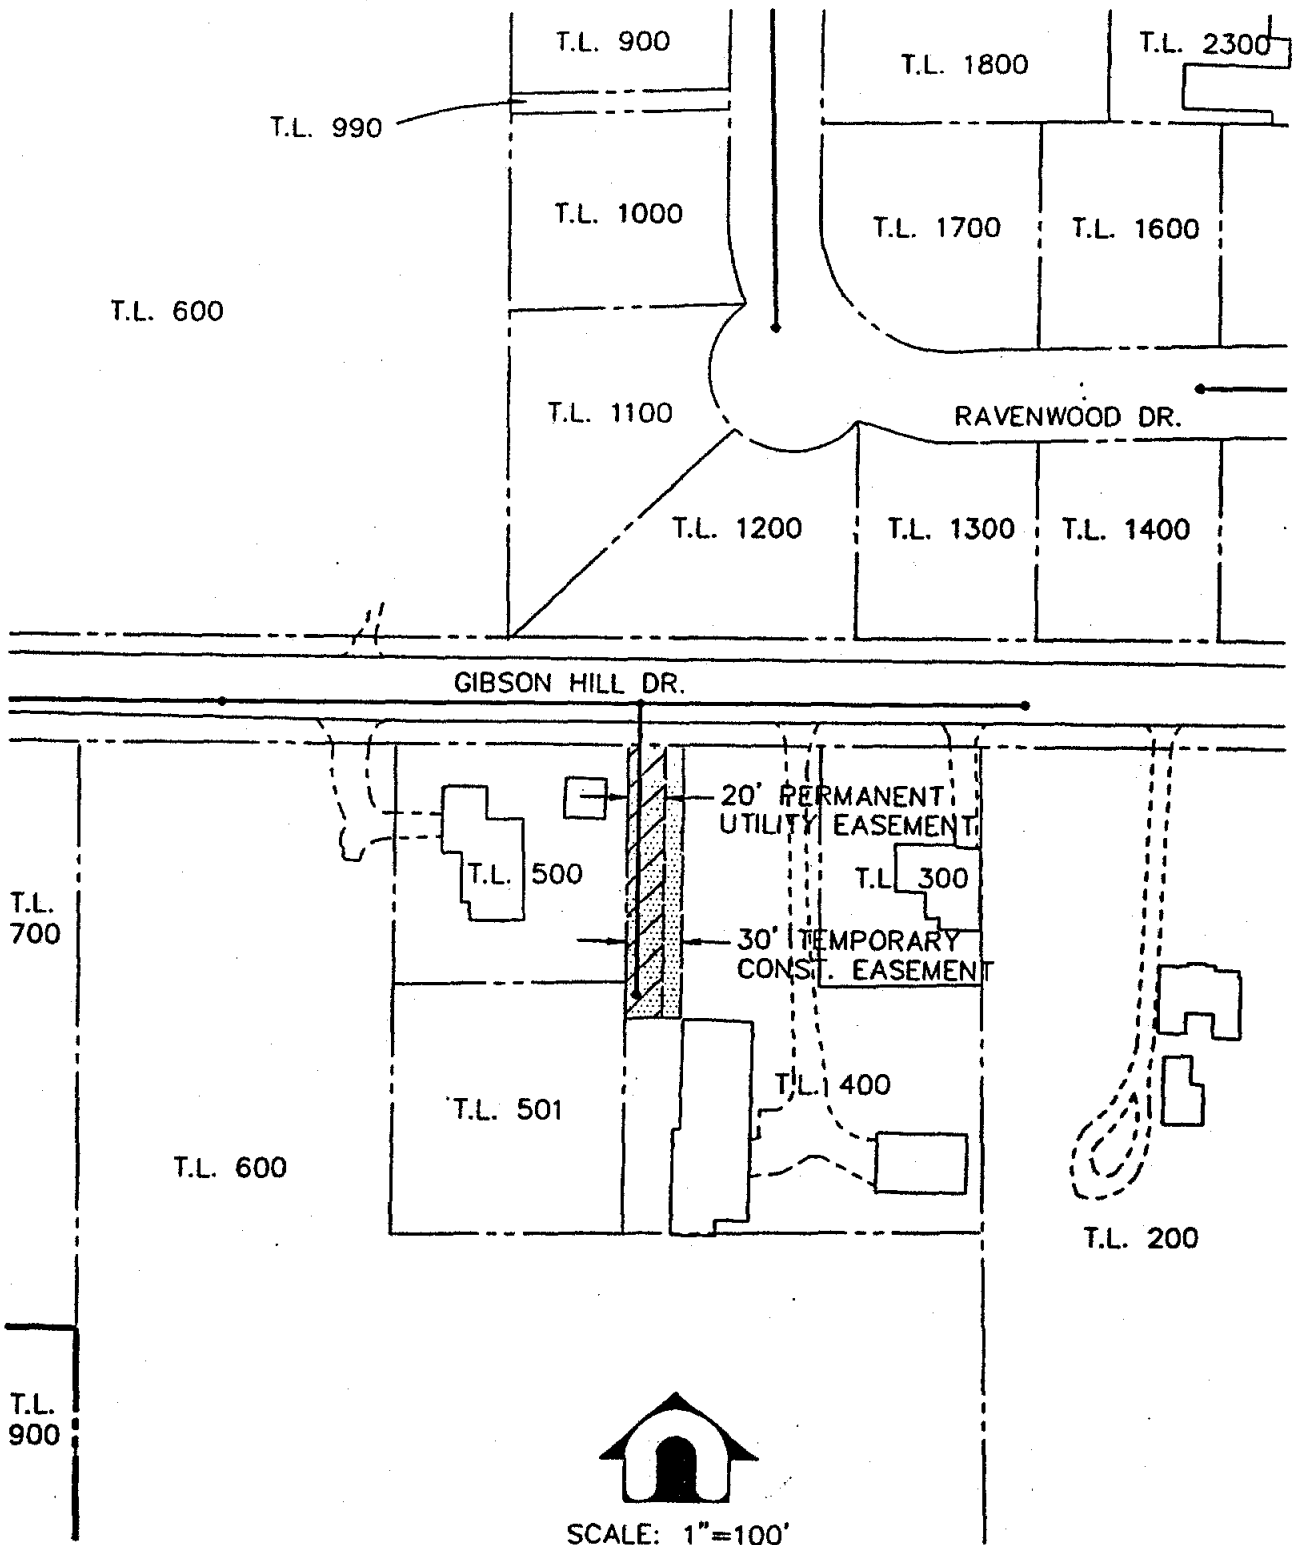 T.L. 900
T.L. 1800
T.L. 2300
T.L. 990
T.L. 1000
T.L. 1700
T.L. 1600
T.L. 600
T.L. 1100
RAVENWOOD DR.
T.L. 1200
T.L. 1300
T.L. 1400
GIBSON HILL DR.
20' PERMANENT
UTILITY EASEMENT
T.L. 500
T.L. 300
T.L.
700
30' TEMPORARY
CONST. EASEMENT
T.L. 400
T.L. 501
T.L. 600
T.L. 200
T.L.
900
SCALE: 1"=100'